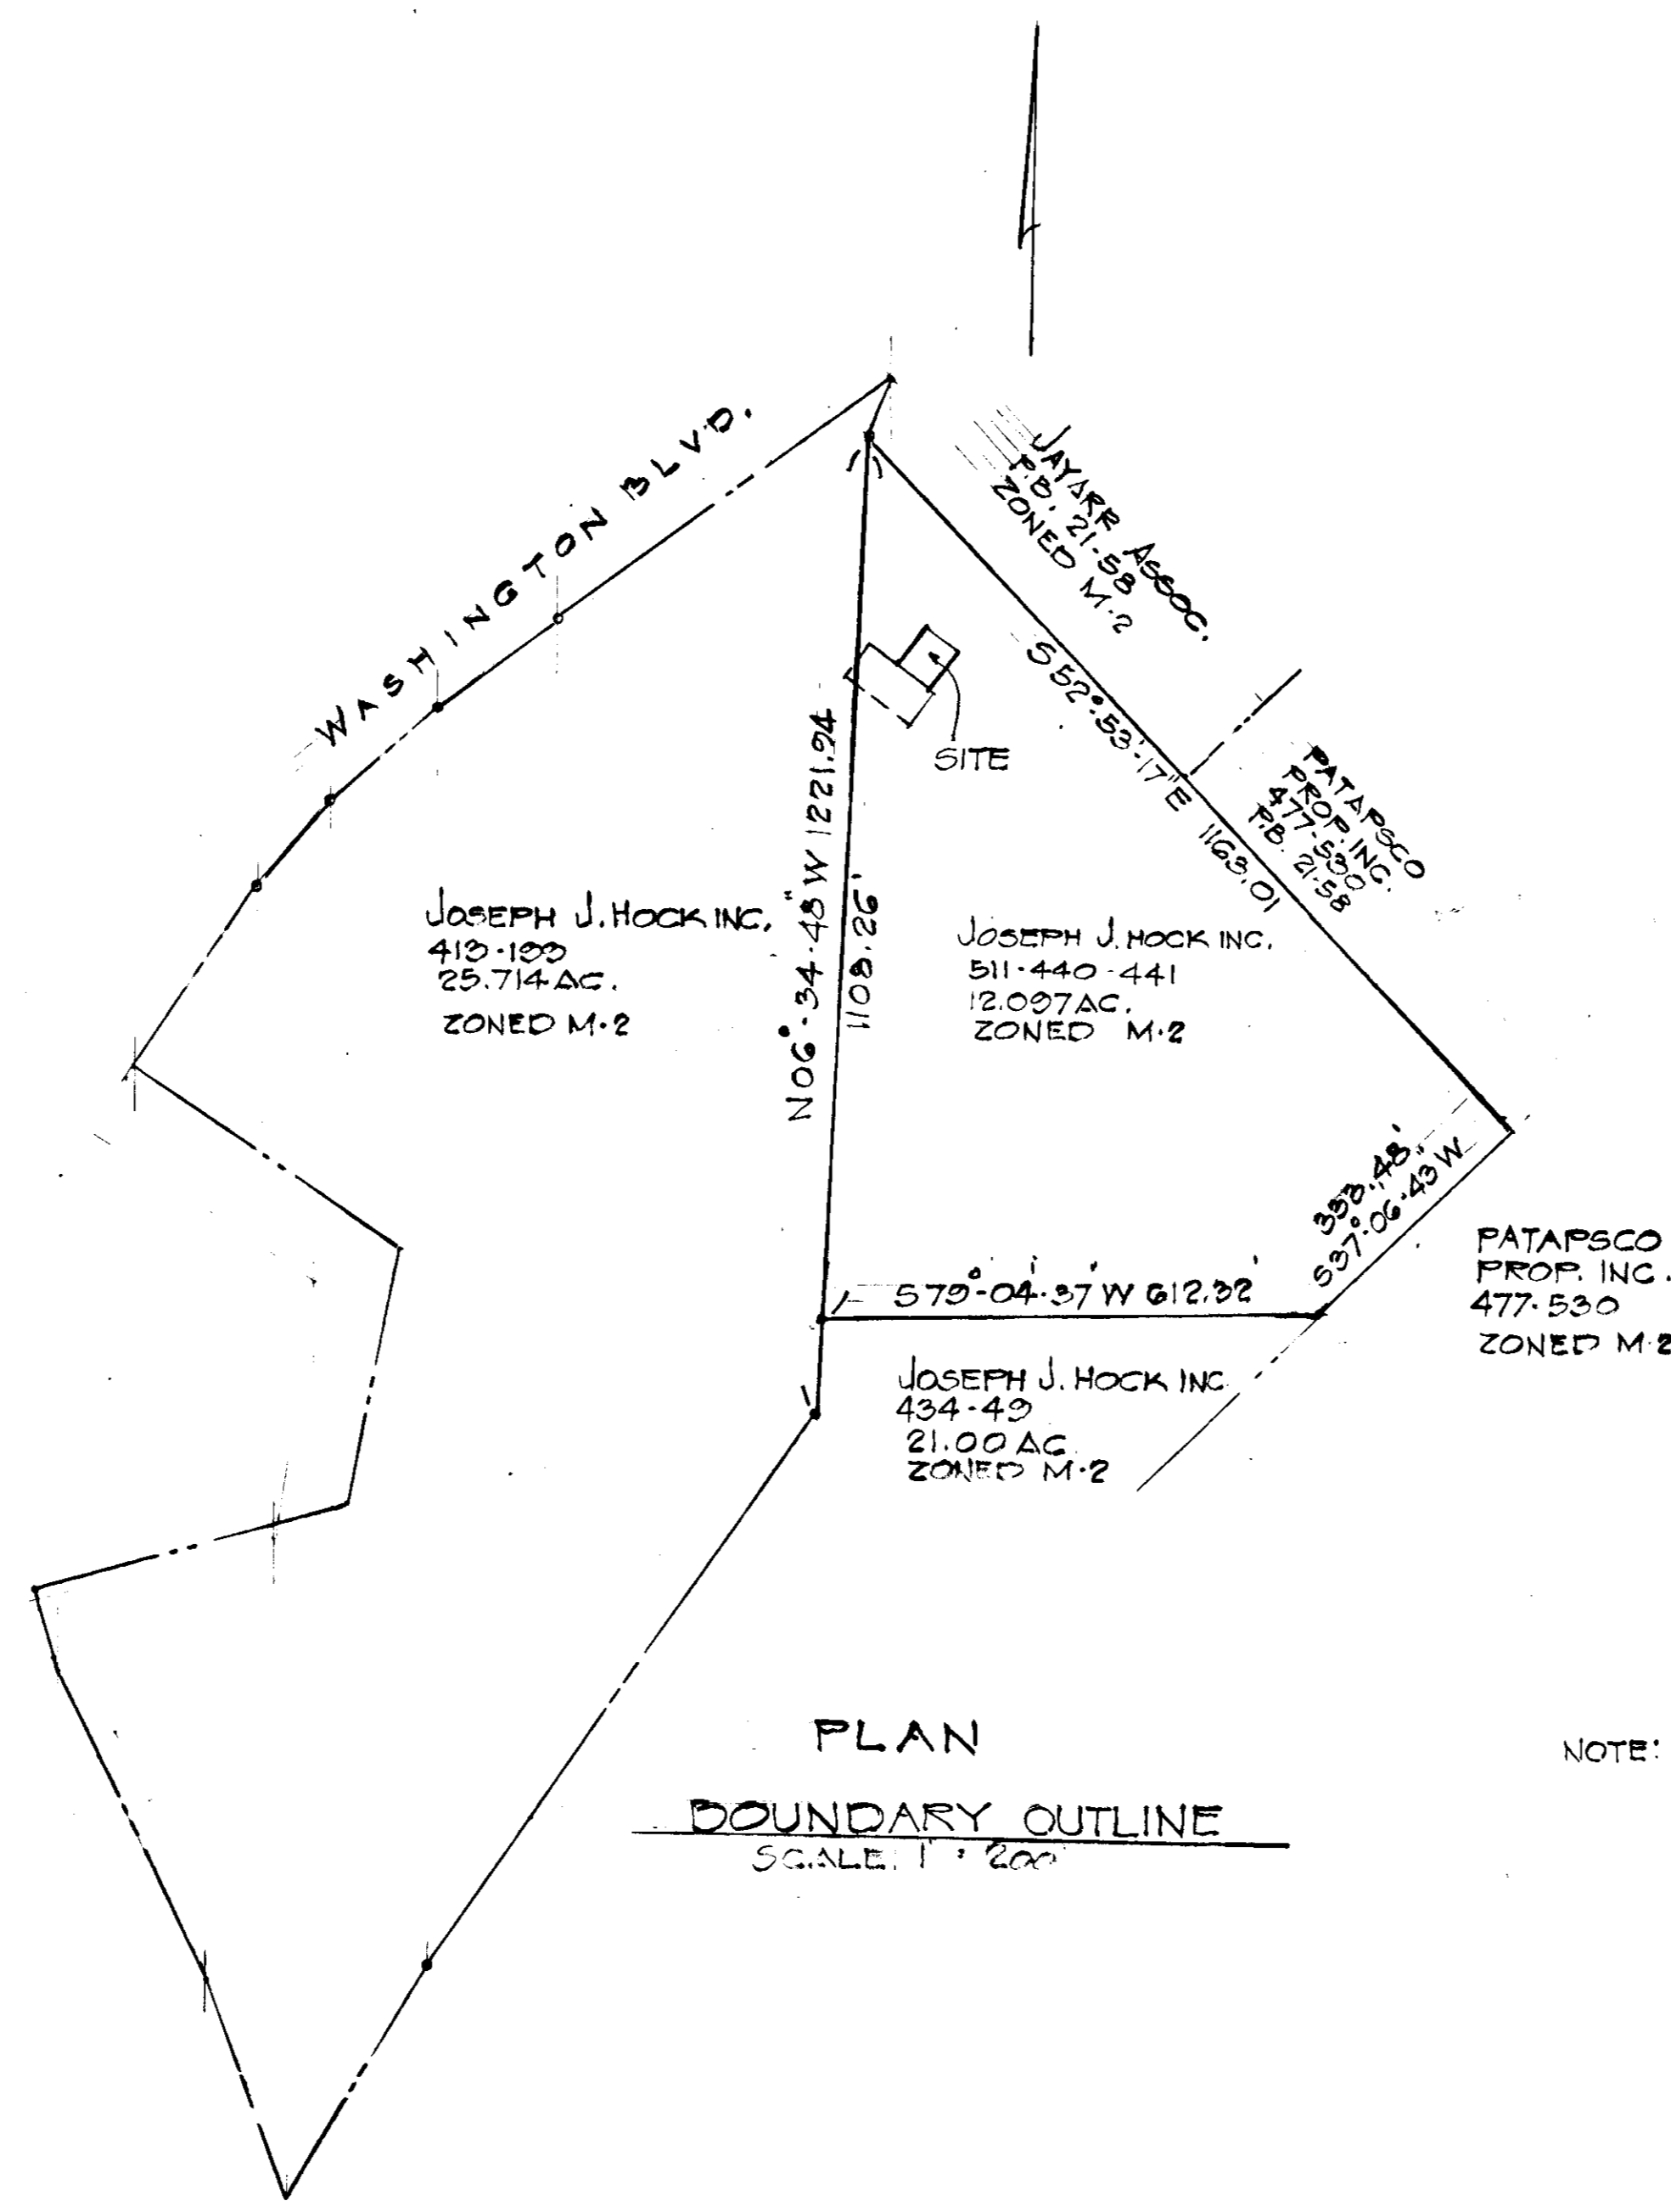 WASHINGTON BLVD.
JAYARR ASSOC.
P.B. 21-58
ZONED M-2
S52°-53'-17"E 1163.01
SITE
PATAPSCO
PROP. INC.
477-530
P.B. 21-58
N06°-34-48"W 1221.94
1108.26'
JOSEPH J. HOCK INC.
413-199
25.714 AC.
ZONED M-2
JOSEPH J. HOCK INC.
511-440-441
12.097 AC.
ZONED M-2
333.48'
S37°-06'-43"W
PATAPSCO
PROP. INC.
477-530
ZONED M-2
S79°-04'-37'W 612.32'
JOSEPH J. HOCK INC
434-49
21.00 AC.
ZONED M-2
PLAN
BOUNDARY OUTLINE
SCALE: 1" = 200'
NOTE: